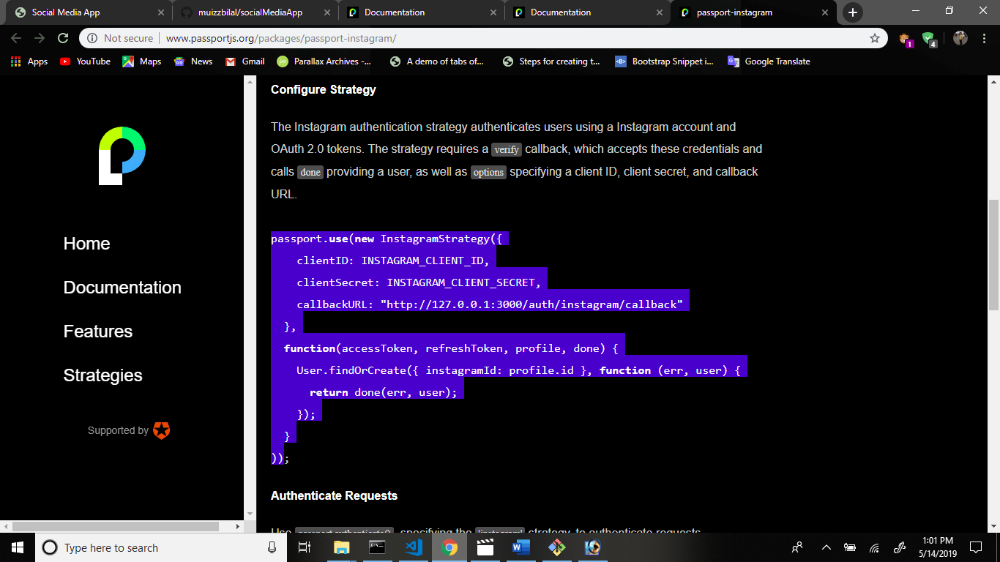 Social Media App
muizzbilal/socialMediaApp
Documentation
Documentation
passport-instagram
Not secure | www.passportjs.org/packages/passport-instagram/
1
4
Apps YouTube Maps News Gmail Parallax Archives -... A demo of tabs of... Steps for creating t... <B> Bootstrap Snippet i... Google Translate
Home
Documentation
Features
Strategies
Supported by
Configure Strategy
The Instagram authentication strategy authenticates users using a Instagram account and
OAuth 2.0 tokens. The strategy requires a verify callback, which accepts these credentials and
calls done providing a user, as well as options specifying a client ID, client secret, and callback
URL.
passport.use(new InstagramStrategy({
clientID: INSTAGRAM_CLIENT_ID,
clientSecret: INSTAGRAM_CLIENT_SECRET,
callbackURL: "http://127.0.0.1:3000/auth/instagram/callback"
},
function(accessToken, refreshToken, profile, done) {
User.findOrCreate({ instagramId: profile.id }, function (err, user) {
return done(err, user);
});
}
));
Authenticate Requests
Use passport.authenticate(), specifying the 'instagram' strategy, to authenticate requests.
Type here to search
1:01 PM
5/14/2019